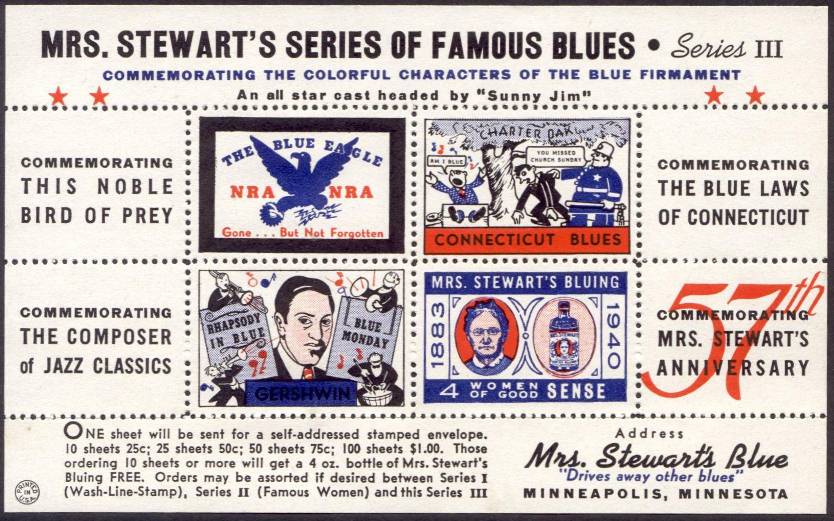 MRS. STEWART'S SERIES OF FAMOUS BLUES • Series III
COMMEMORATING THE COLORFUL CHARACTERS OF THE BLUE FIRMAMENT
An all star cast headed by "Sunny Jim"
COMMEMORATING
THIS NOBLE
BIRD OF PREY
THE BLUE EAGLE
NRA NRA
Gone . . . But Not Forgotten
CHARTER OAK
AM I BLUE
YOU MISSED
CHURCH SUNDAY
CONNECTICUT BLUES
COMMEMORATING
THE BLUE LAWS
OF CONNECTICUT
COMMEMORATING
THE COMPOSER
of JAZZ CLASSICS
RHAPSODY
IN BLUE
BLUE
MONDAY
GERSHWIN
MRS. STEWART'S BLUING
1883
1940
4 WOMEN OF GOOD SENSE
57th
COMMEMORATING
MRS. STEWART'S
ANNIVERSARY
ONE sheet will be sent for a self-addressed stamped envelope.
10 sheets 25c; 25 sheets 50c; 50 sheets 75c; 100 sheets $1.00. Those
ordering 10 sheets or more will get a 4 oz. bottle of Mrs. Stewart's
Bluing FREE. Orders may be assorted if desired between Series I
(Wash-Line-Stamp), Series II (Famous Women) and this Series III
PRINTED
IN
USA
Address
Mrs. Stewart's Blue
"Drives away other blues"
MINNEAPOLIS, MINNESOTA